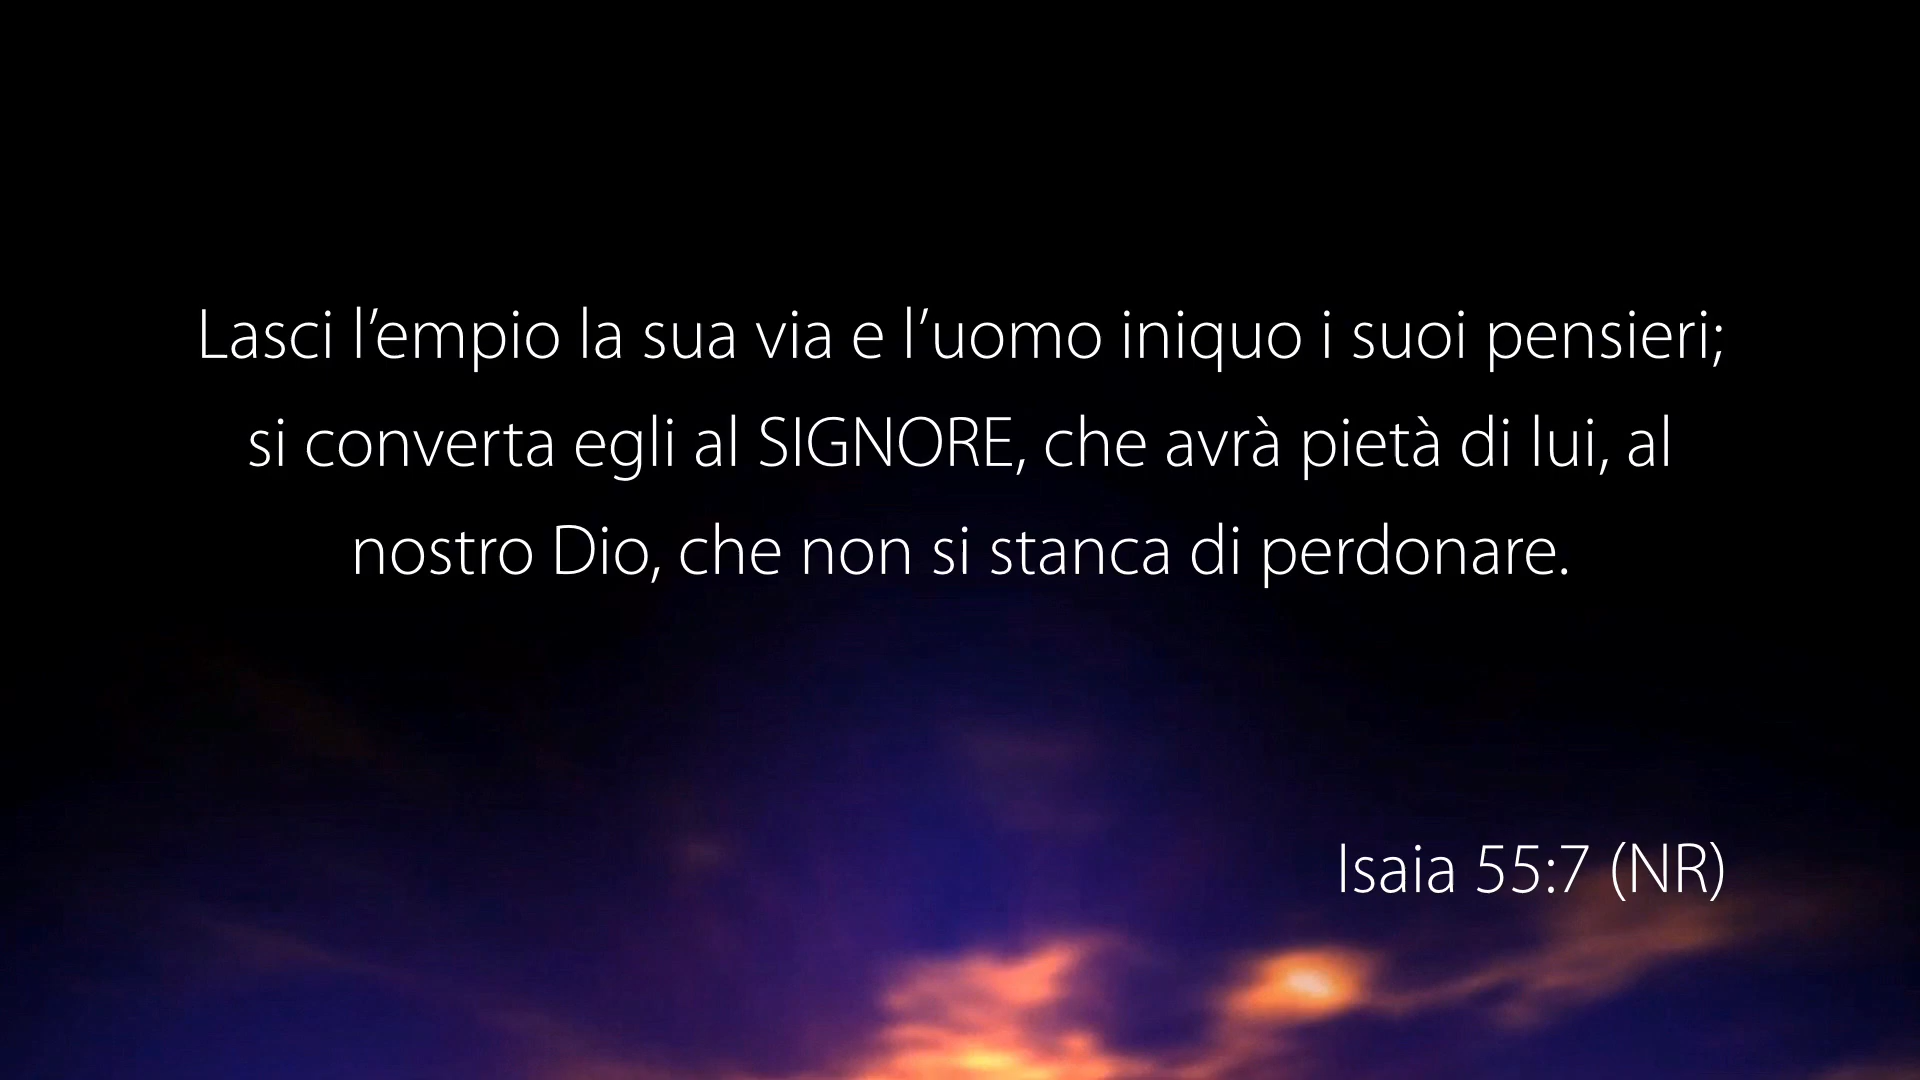 Lasci l’empio la sua via e l’uomo iniquo i suoi pensieri;
si converta egli al SIGNORE, che avrà pietà di lui, al
nostro Dio, che non si stanca di perdonare.
Isaia 55:7 (NR)